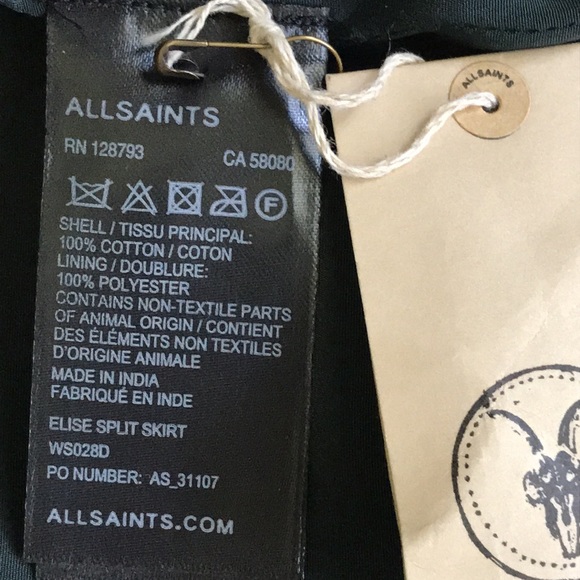 ALLSAINTS
RN 128793 CA 58080
F
SHELL / TISSU PRINCIPAL:
100% COTTON / COTON
LINING / DOUBLURE:
100% POLYESTER
CONTAINS NON-TEXTILE PARTS
OF ANIMAL ORIGIN / CONTIENT
DES ÉLÉMENTS NON TEXTILES
D'ORIGINE ANIMALE
MADE IN INDIA
FABRIQUÉ EN INDE
ELISE SPLIT SKIRT
WS028D
PO NUMBER: AS_31107
ALLSAINTS.COM
ALLSAINTS